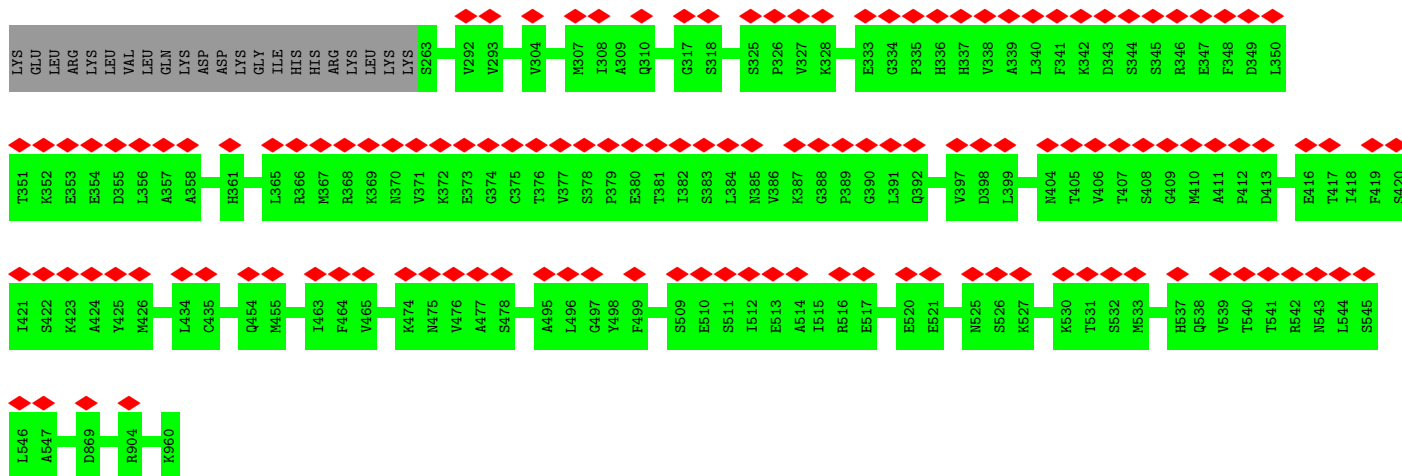 LYS GLU LEU ARG LYS LEU VAL LEU GLN LYS ASP ASP LYS GLY ILE HIS HIS ARG LYS LEU LYS LYS S263 V292 V293 V304 M307 I308 A309 Q310 G317 S318 S325 P326 V327 K328 E333 G334 P335 H336 H337 V338 A339 L340 F341 K342 D343 S344 S345 R346 E347 F348 D349 L350
T351 K352 E353 E354 D355 L356 A357 A358 H361 L365 R366 M367 R368 K369 N370 V371 K372 E373 G374 C375 T376 V377 S378 P379 E380 T381 I382 S383 L384 N385 V386 K387 G388 P389 G390 L391 Q392 V397 D398 L399 N404 T405 V406 T407 S408 G409 M410 A411 P412 D413 E416 T417 I418 F419 S420
I421 S422 K423 A424 Y425 M426 L434 C435 Q454 M455 I463 F464 V465 K474 N475 V476 A477 S478 A495 L496 G497 Y498 F499 S509 E510 S511 I512 E513 A514 I515 R516 E517 E520 E521 N525 S526 K527 K530 T531 S532 M533 H537 Q538 V539 T540 T541 R542 N543 L544 S545
L546 A547 D869 R904 K960